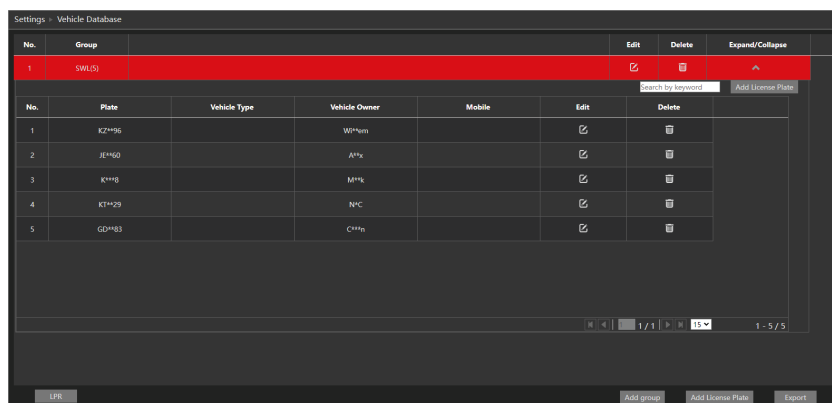 Settings ▸ Vehicle Database
No. Group Edit Delete Expand/Collapse
1 SWL(5)
Search by keyword Add License Plate
No. Plate Vehicle Type Vehicle Owner Mobile Edit Delete
1 KZ**96 Wi**em
2 JE**60 A**x
3 K***8 M**k
4 KT**29 N*C
5 GD**83 C***n
1 / 1 15 1 - 5 / 5
LPR Add group Add License Plate Export